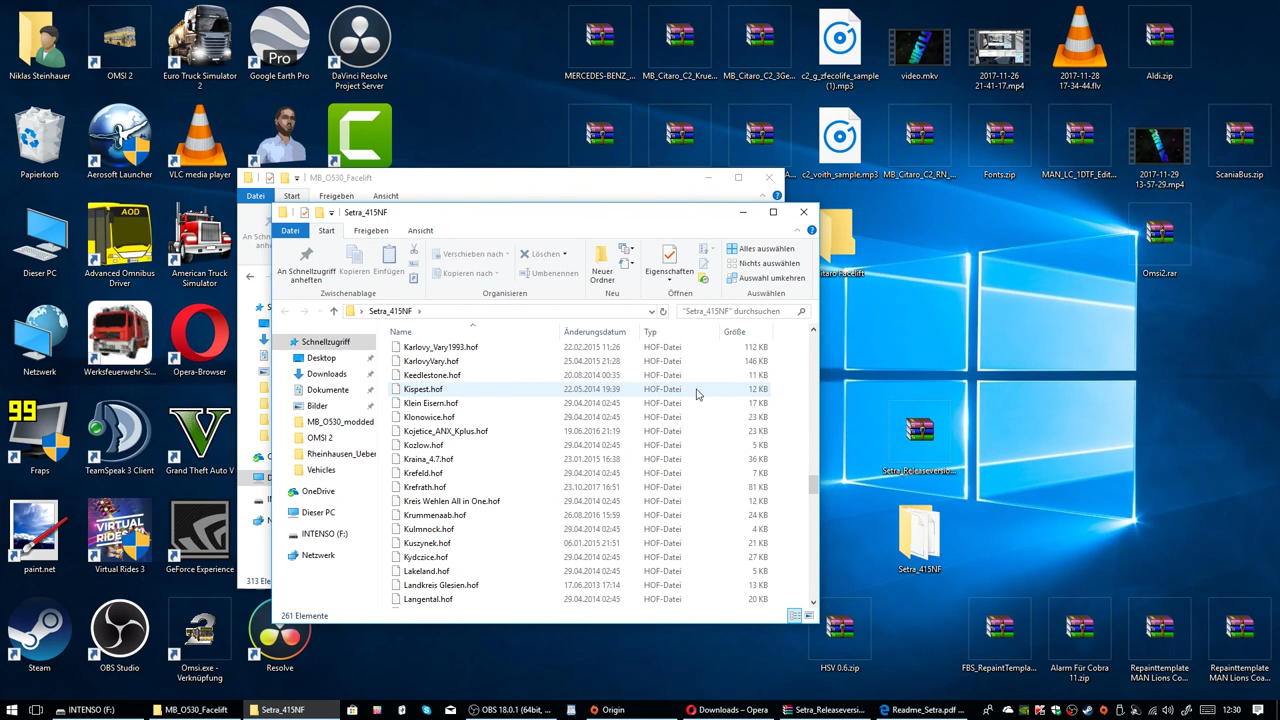 Niklas Steinhauer
OMSI 2
Euro Truck Simulator 2
Google Earth Pro
DaVinci Resolve Project Server
MERCEDES-BENZ_...
MB_Citaro_C2_Krue...
MB_Citaro_C2_3Ge...
c2_g_zfecolife_sample (1).mp3
video.mkv
2017-11-26 21-41-17.mp4
2017-11-28 17-34-44.flv
Aldi.zip
Pro
Papierkorb
Aerosoft Launcher
VLC media player
c2_voith_sample.mp3
MB_Citaro_C2_RN_...
Fonts.zip
MAN_LC_1DTF_Edit...
2017-11-29 13-57-29.mp4
ScaniaBus.zip
Dieser PC
AOD
Advanced Omnibus Driver
American Truck Simulator
Omsi2.rar
Netzwerk
Werksfeuerwehr-Si...
Opera-Browser
99
Fraps
TeamSpeak 3 Client
Grand Theft Auto V
paint.net
VIRTUAL RIDES 3
Virtual Rides 3
GeForce Experience
Steam
OBS Studio
Omsi.exe - Verknüpfung
Resolve
Setra_Releaseversio...
Setra_415NF
HSV 0.6.zip
FBS_RepaintTempla...
Alarm Für Cobra 11.zip
Repainttemplate MAN Lions Coa...
Repainttemplate MAN Lions Coa...
MB_O530_Facelift
Datei
Start
Freigeben
Ansicht
313 El
Setra_415NF
Datei
Start
Freigeben
Ansicht
An Schnellzugriff anheften
Kopieren
Einfügen
Verschieben nach
Kopieren nach
Löschen
Umbenennen
Neuer Ordner
Eigenschaften
Alles auswählen
Nichts auswählen
Auswahl umkehren
Zwischenablage
Organisieren
Neu
Öffnen
Auswählen
Setra_415NF
"Setra_415NF" durchsuchen
Schnellzugriff
Desktop
Downloads
Dokumente
Bilder
MB_O530_modded
OMSI 2
Rheinhausen_Ueber
Vehicles
OneDrive
Dieser PC
INTENSO (F:)
Netzwerk
Name Änderungsdatum Typ Größe
Karlovy_Vary1993.hof 22.02.2015 11:26 HOF-Datei 112 KB
KarlovyVary.hof 25.04.2015 21:28 HOF-Datei 146 KB
Keedlestone.hof 20.08.2014 00:35 HOF-Datei 11 KB
Kispest.hof 22.05.2014 19:39 HOF-Datei 12 KB
Klein Eisern.hof 29.04.2014 02:45 HOF-Datei 17 KB
Klonowice.hof 29.04.2014 02:45 HOF-Datei 23 KB
Kojetice_ANX_Kplus.hof 19.06.2016 21:19 HOF-Datei 23 KB
Kozlow.hof 29.04.2014 02:45 HOF-Datei 5 KB
Kraina_4.7.hof 23.01.2015 16:38 HOF-Datei 36 KB
Krefeld.hof 29.04.2014 02:45 HOF-Datei 7 KB
Krefrath.hof 23.10.2017 16:51 HOF-Datei 81 KB
Kreis Wehlen All in One.hof 29.04.2014 02:45 HOF-Datei 12 KB
Krummenaab.hof 26.08.2016 15:59 HOF-Datei 24 KB
Kulmnock.hof 29.04.2014 02:45 HOF-Datei 4 KB
Kuszynek.hof 06.01.2015 21:51 HOF-Datei 21 KB
Kydczice.hof 29.04.2014 02:45 HOF-Datei 27 KB
Lakeland.hof 29.04.2014 02:45 HOF-Datei 5 KB
Landkreis Glesien.hof 17.06.2013 17:14 HOF-Datei 13 KB
Langental.hof 29.04.2014 02:45 HOF-Datei 20 KB
261 Elemente
INTENSO (F:)
MB_O530_Facelift
Setra_415NF
OBS 18.0.1 (64bit, ...
Origin
Downloads – Opera
Setra_Releaseversi...
Readme_Setra.pdf ...
12:30